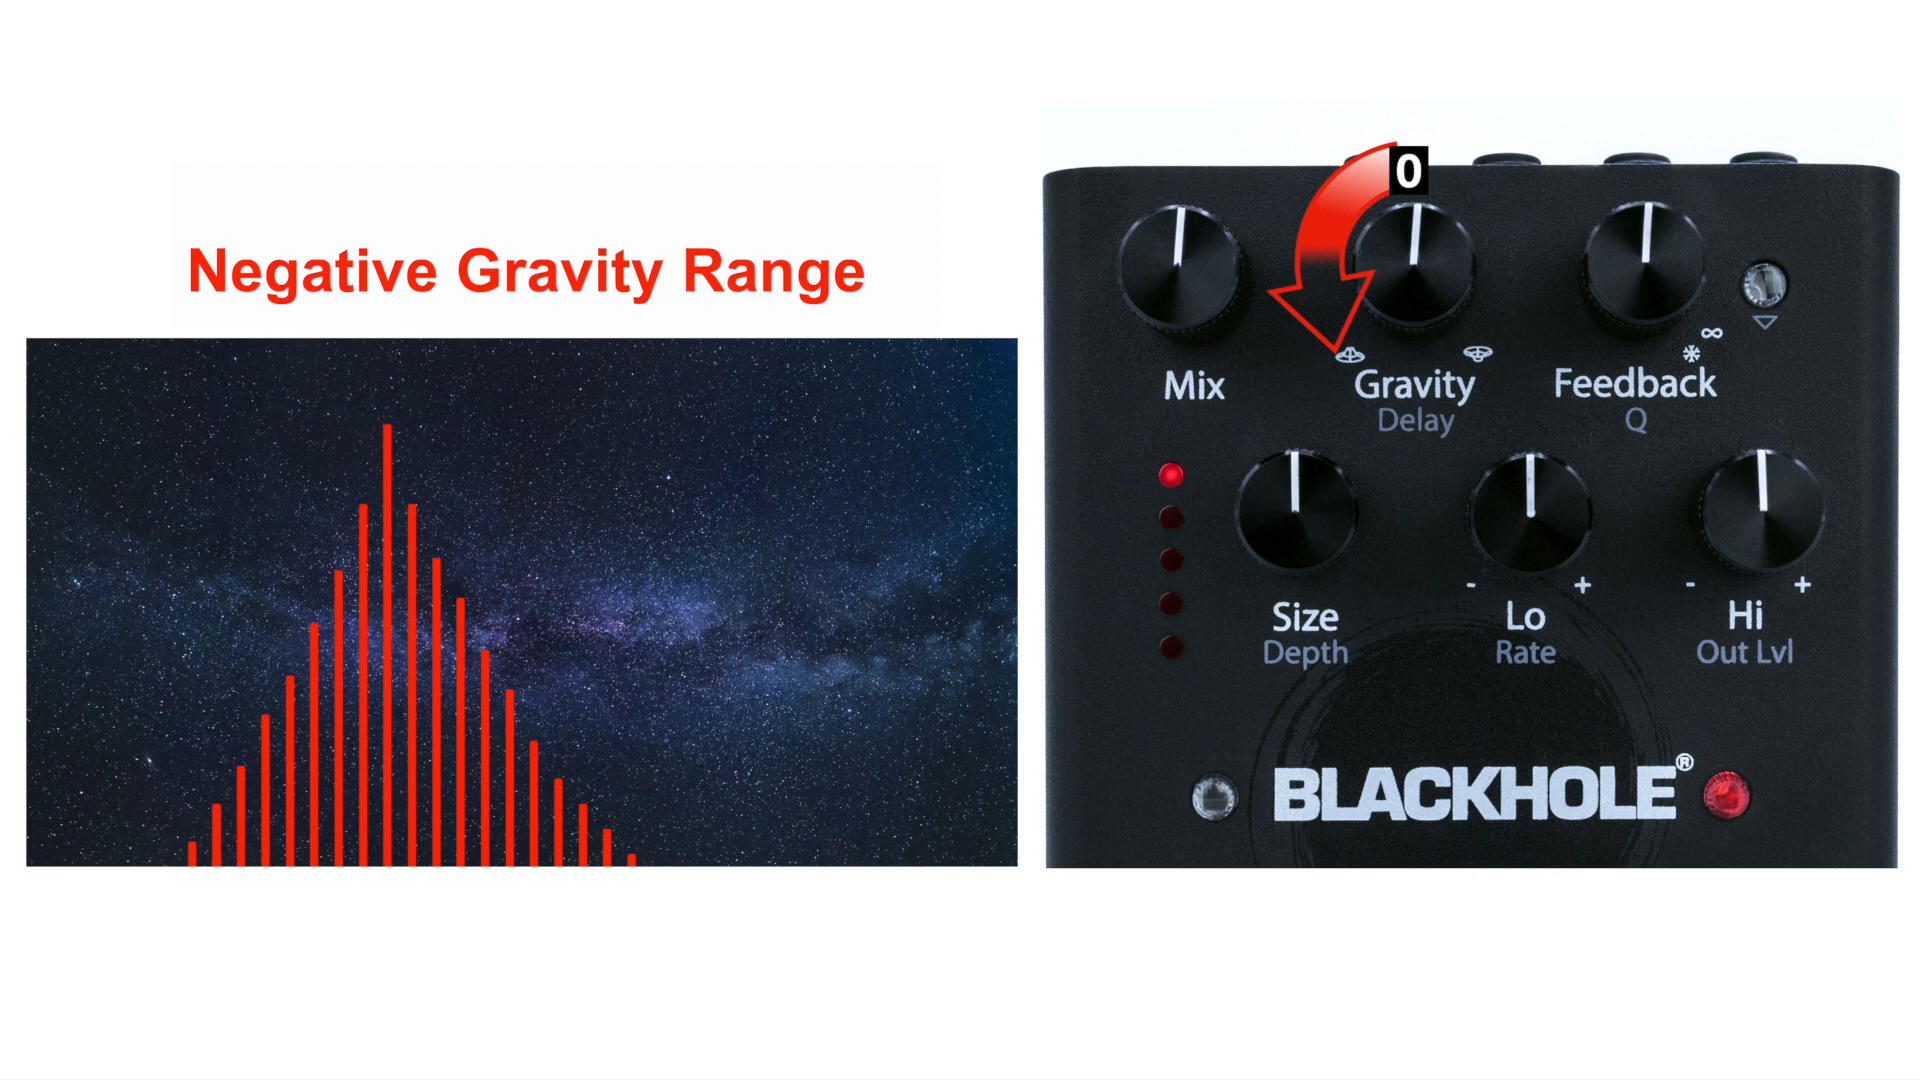 Negative Gravity Range
0
Mix
Gravity
Delay
∞
Feedback
Q
Size
Depth
- +
Lo
Rate
- +
Hi
Out Lvl
BLACKHOLE®